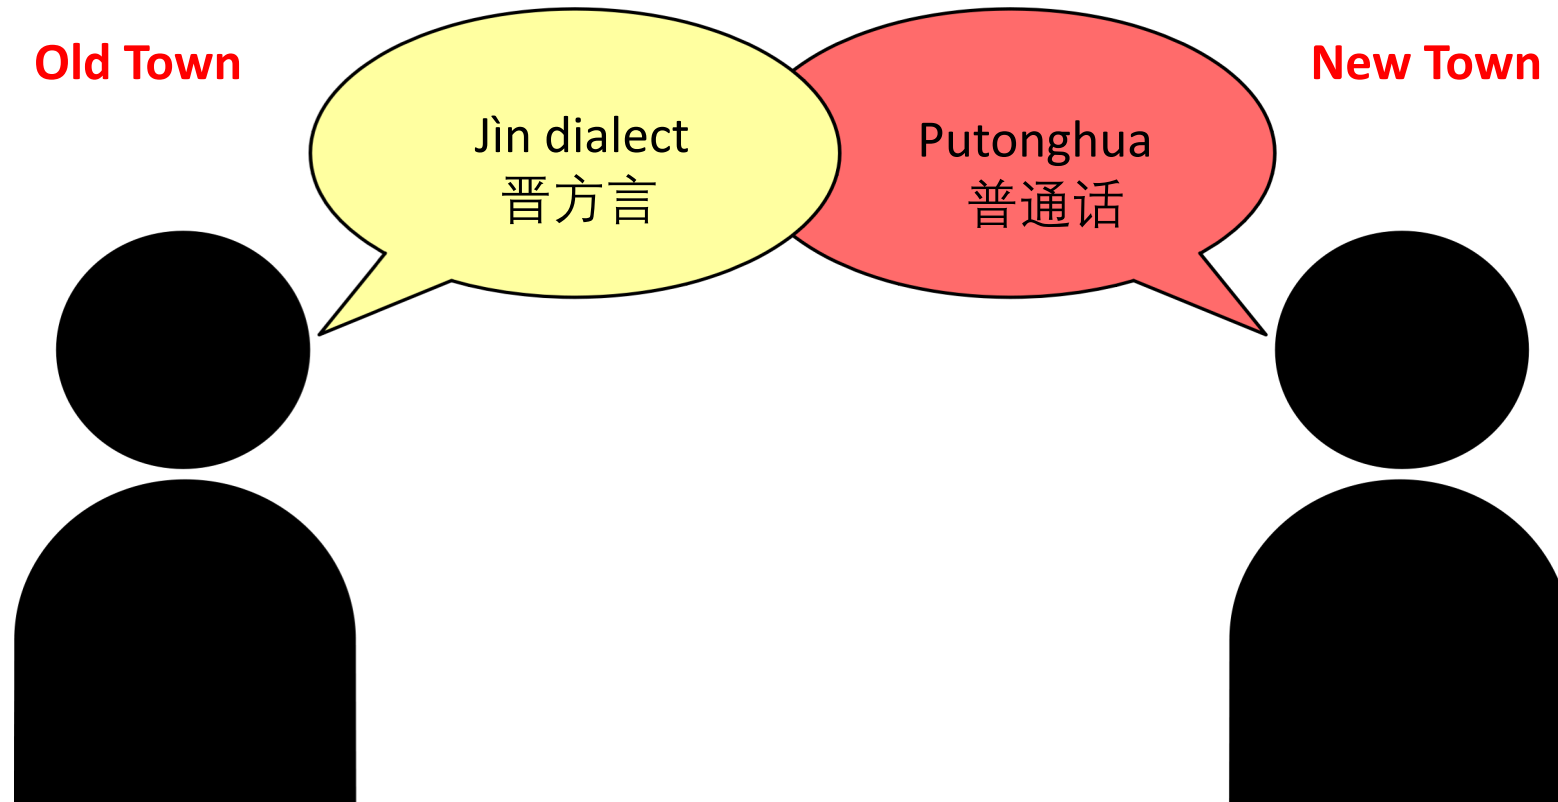 Old Town
Jìn dialect
晋方言
Putonghua
普通话
New Town